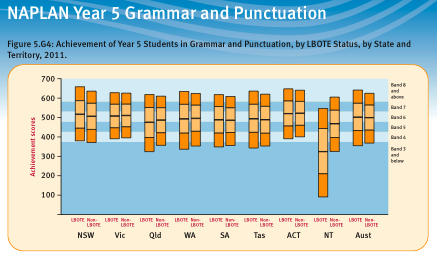 NAPLAN Year 5 Grammar and Punctuation
Figure 5.G4: Achievement of Year 5 Students in Grammar and Punctuation, by LBOTE Status, by State and
Territory, 2011.
Achievement scores
700
600
500
400
300
200
100
Band 8
and
above
Band 7
Band 6
Band 5
Band 4
Band 3
and
below
LBOTE Non-LBOTE LBOTE Non-LBOTE LBOTE Non-LBOTE LBOTE Non-LBOTE LBOTE Non-LBOTE LBOTE Non-LBOTE LBOTE Non-LBOTE LBOTE Non-LBOTE LBOTE Non-LBOTE
NSW Vic Qld WA SA Tas ACT NT Aust